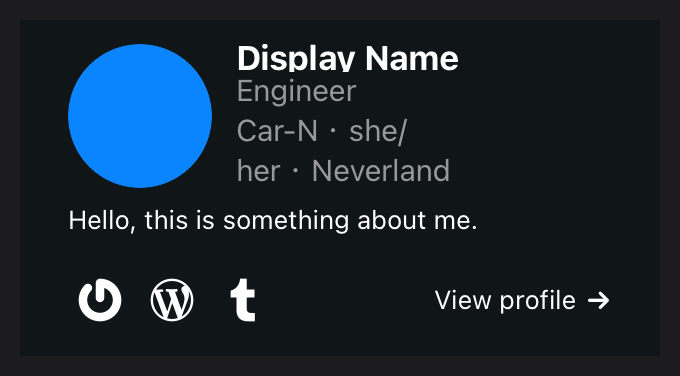 Display Name
Engineer
Car-N · she/
her · Neverland
Hello, this is something about me.
View profile →